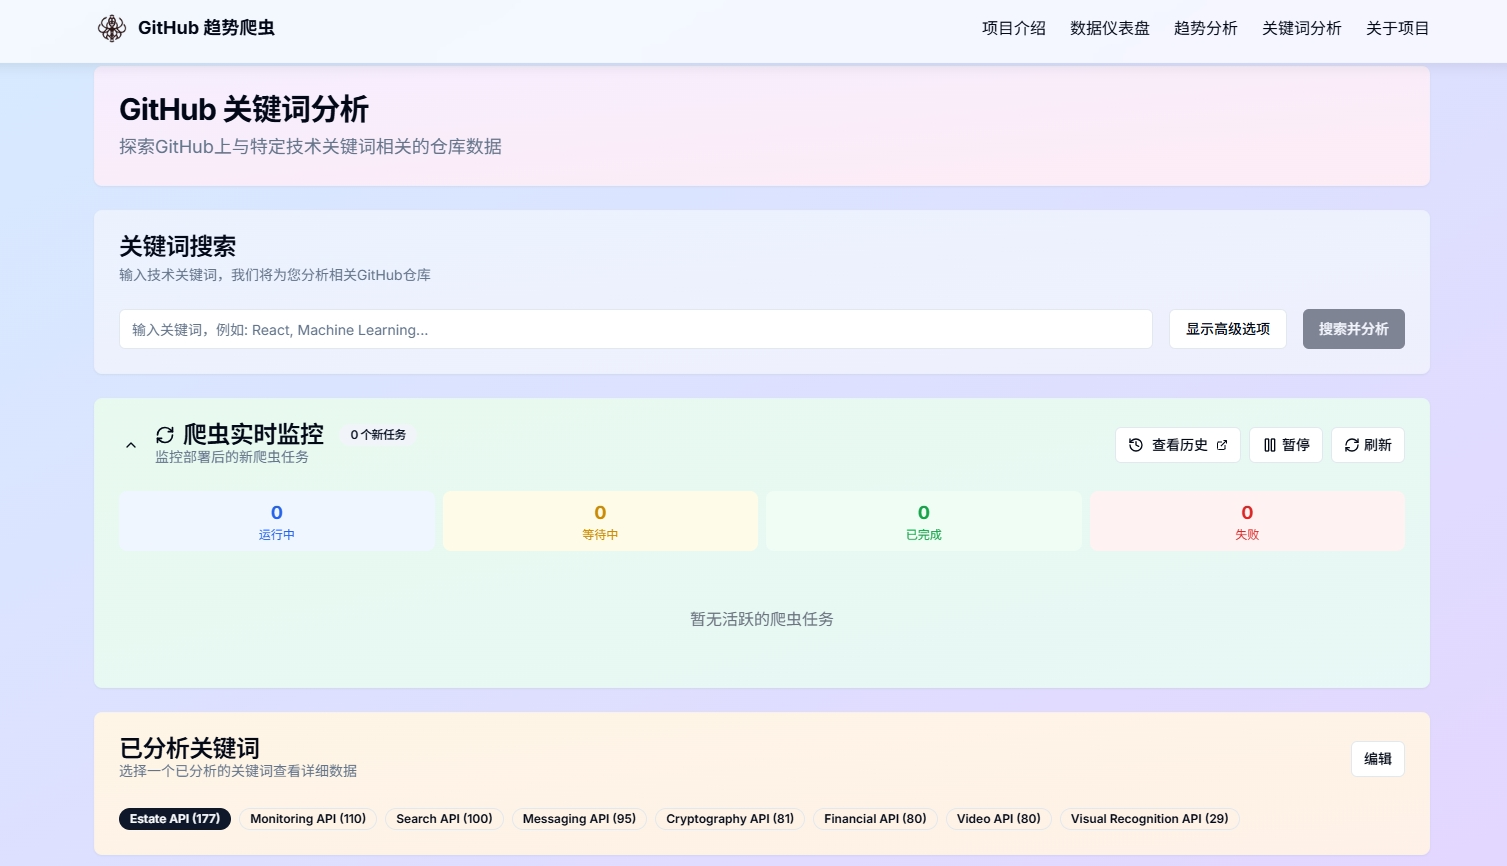 GitHub 趋势爬虫
项目介绍 数据仪表盘 趋势分析 关键词分析 关于项目
GitHub 关键词分析
探索GitHub上与特定技术关键词相关的仓库数据
关键词搜索
输入技术关键词，我们将为您分析相关GitHub仓库
输入关键词，例如: React, Machine Learning...
显示高级选项
搜索并分析
爬虫实时监控
0 个新任务
监控部署后的新爬虫任务
查看历史
暂停
刷新
0
运行中
0
等待中
0
已完成
0
失败
暂无活跃的爬虫任务
已分析关键词
选择一个已分析的关键词查看详细数据
编辑
Estate API (177) Monitoring API (110) Search API (100) Messaging API (95) Cryptography API (81) Financial API (80) Video API (80) Visual Recognition API (29)